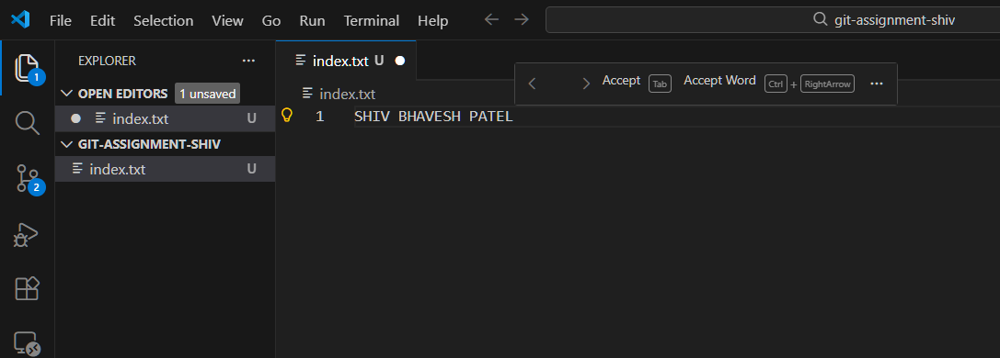 File Edit Selection View Go Run Terminal Help
git-assignment-shiv
EXPLORER
OPEN EDITORS 1 unsaved
index.txt U
GIT-ASSIGNMENT-SHIV
index.txt U
1
2
index.txt U
index.txt
Accept Tab Accept Word Ctrl + RightArrow
1 SHIV BHAVESH PATEL